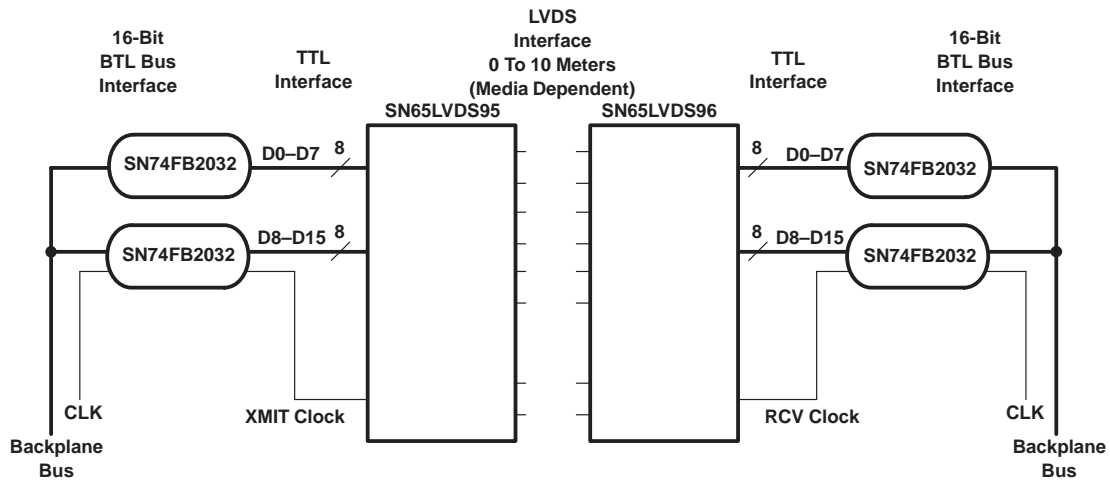 16-Bit
BTL Bus
Interface
TTL
Interface
LVDS
Interface
0 To 10 Meters
(Media Dependent)
TTL
Interface
16-Bit
BTL Bus
Interface
SN65LVDS95
SN65LVDS96
SN74FB2032
D0–D7
8
8
D0–D7
SN74FB2032
SN74FB2032
D8–D15
8
8
D8–D15
SN74FB2032
CLK
XMIT Clock
RCV Clock
CLK
Backplane
Bus
Backplane
Bus